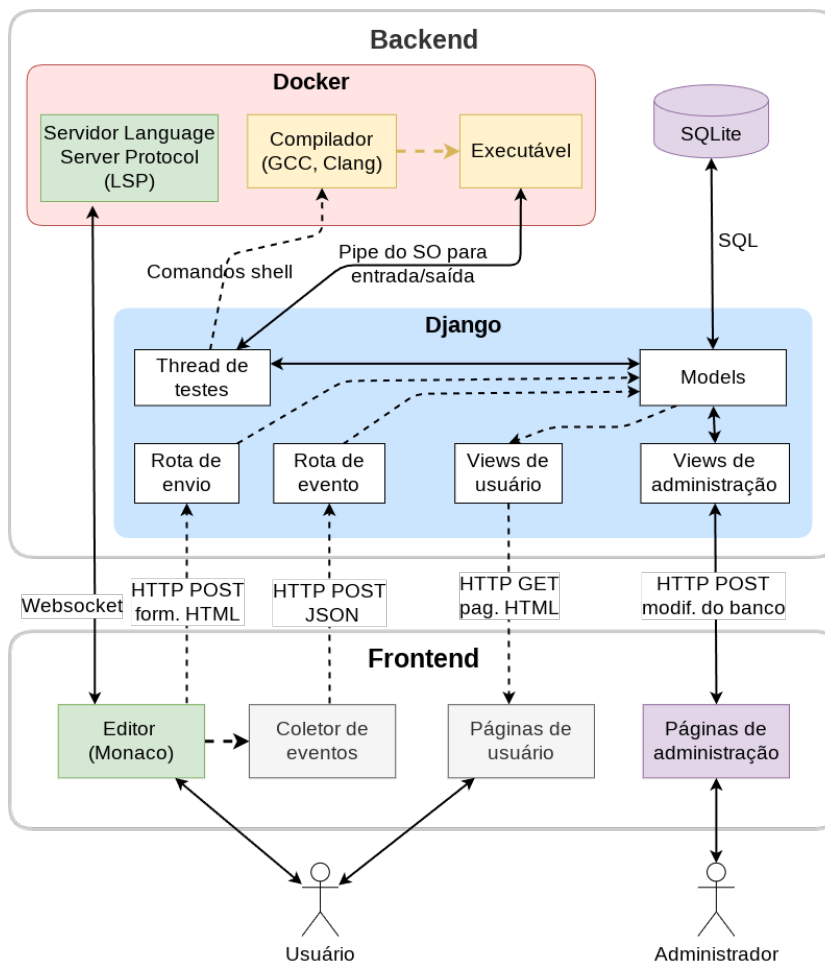 Backend
Docker
Servidor Language
Server Protocol
(LSP)
Compilador
(GCC, Clang)
Executável
SQLite
Comandos shell
Pipe do SO para
entrada/saída
SQL
Django
Thread de
testes
Models
Rota de
envio
Rota de
evento
Views de
usuário
Views de
administração
Websocket
HTTP POST
form. HTML
HTTP POST
JSON
HTTP GET
pag. HTML
HTTP POST
modif. do banco
Frontend
Editor
(Monaco)
Coletor de
eventos
Páginas de
usuário
Páginas de
administração
Usuário
Administrador